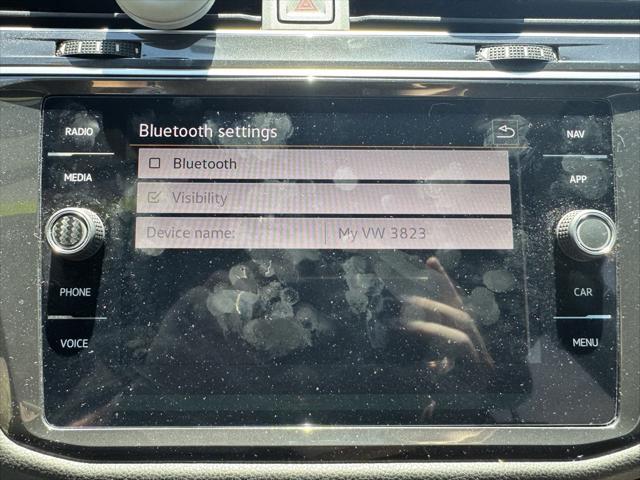 RADIO
Bluetooth settings
NAV
Bluetooth
MEDIA
APP
Visibility
Device name: My VW 3823
PHONE
CAR
VOICE
MENU